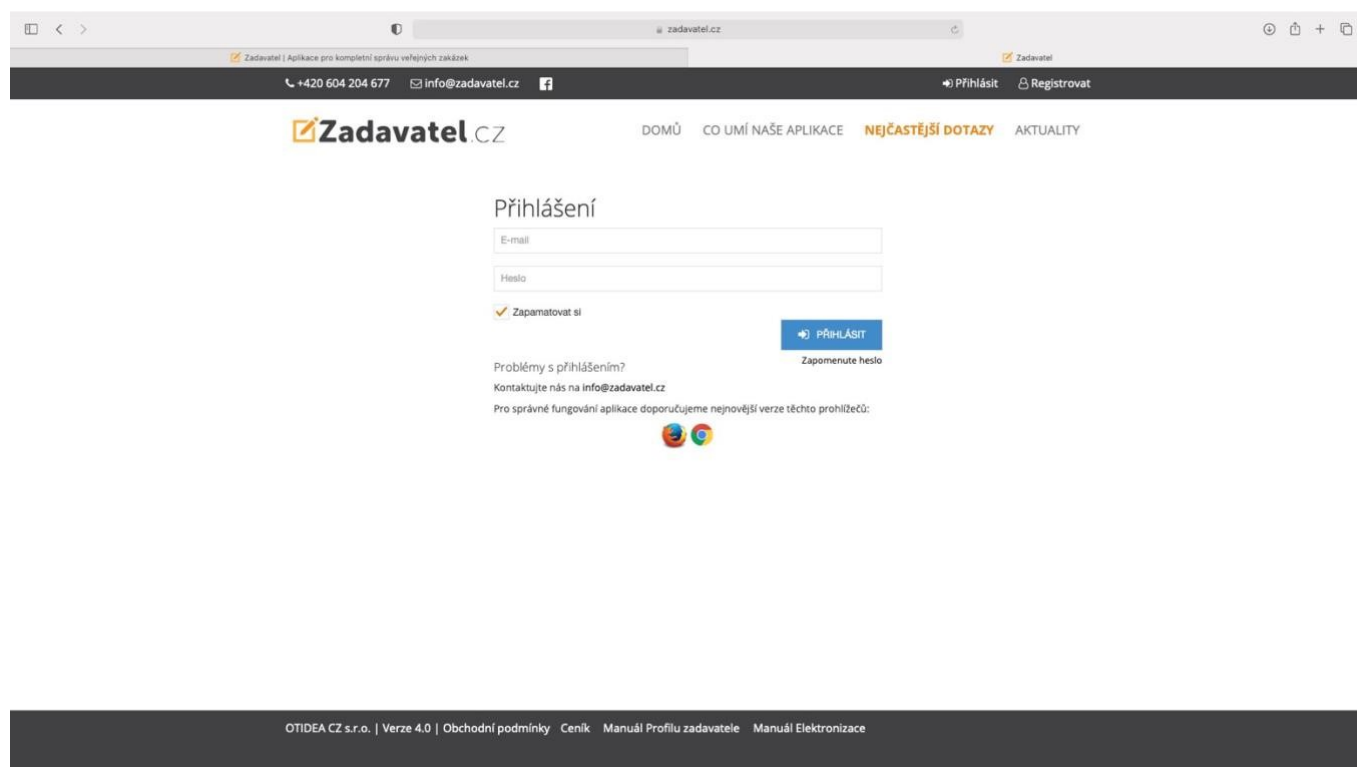 zadavatel.cz
Zadavatel | Aplikace pro kompletní správu veřejných zakázek
Zadavatel
+420 604 204 677 info@zadavatel.cz
Přihlásit Registrovat
Zadavatel.cz
DOMŮ CO UMÍ NAŠE APLIKACE NEJČASTĚJŠÍ DOTAZY AKTUALITY
Přihlášení
E-mail
Heslo
Zapamatovat si
PŘIHLÁSIT
Zapomenute heslo
Problémy s přihlášením?
Kontaktujte nás na info@zadavatel.cz
Pro správné fungování aplikace doporučujeme nejnovější verze těchto prohlížečů:
OTIDEA CZ s.r.o. | Verze 4.0 | Obchodní podmínky Ceník Manuál Profilu zadavatele Manuál Elektronizace